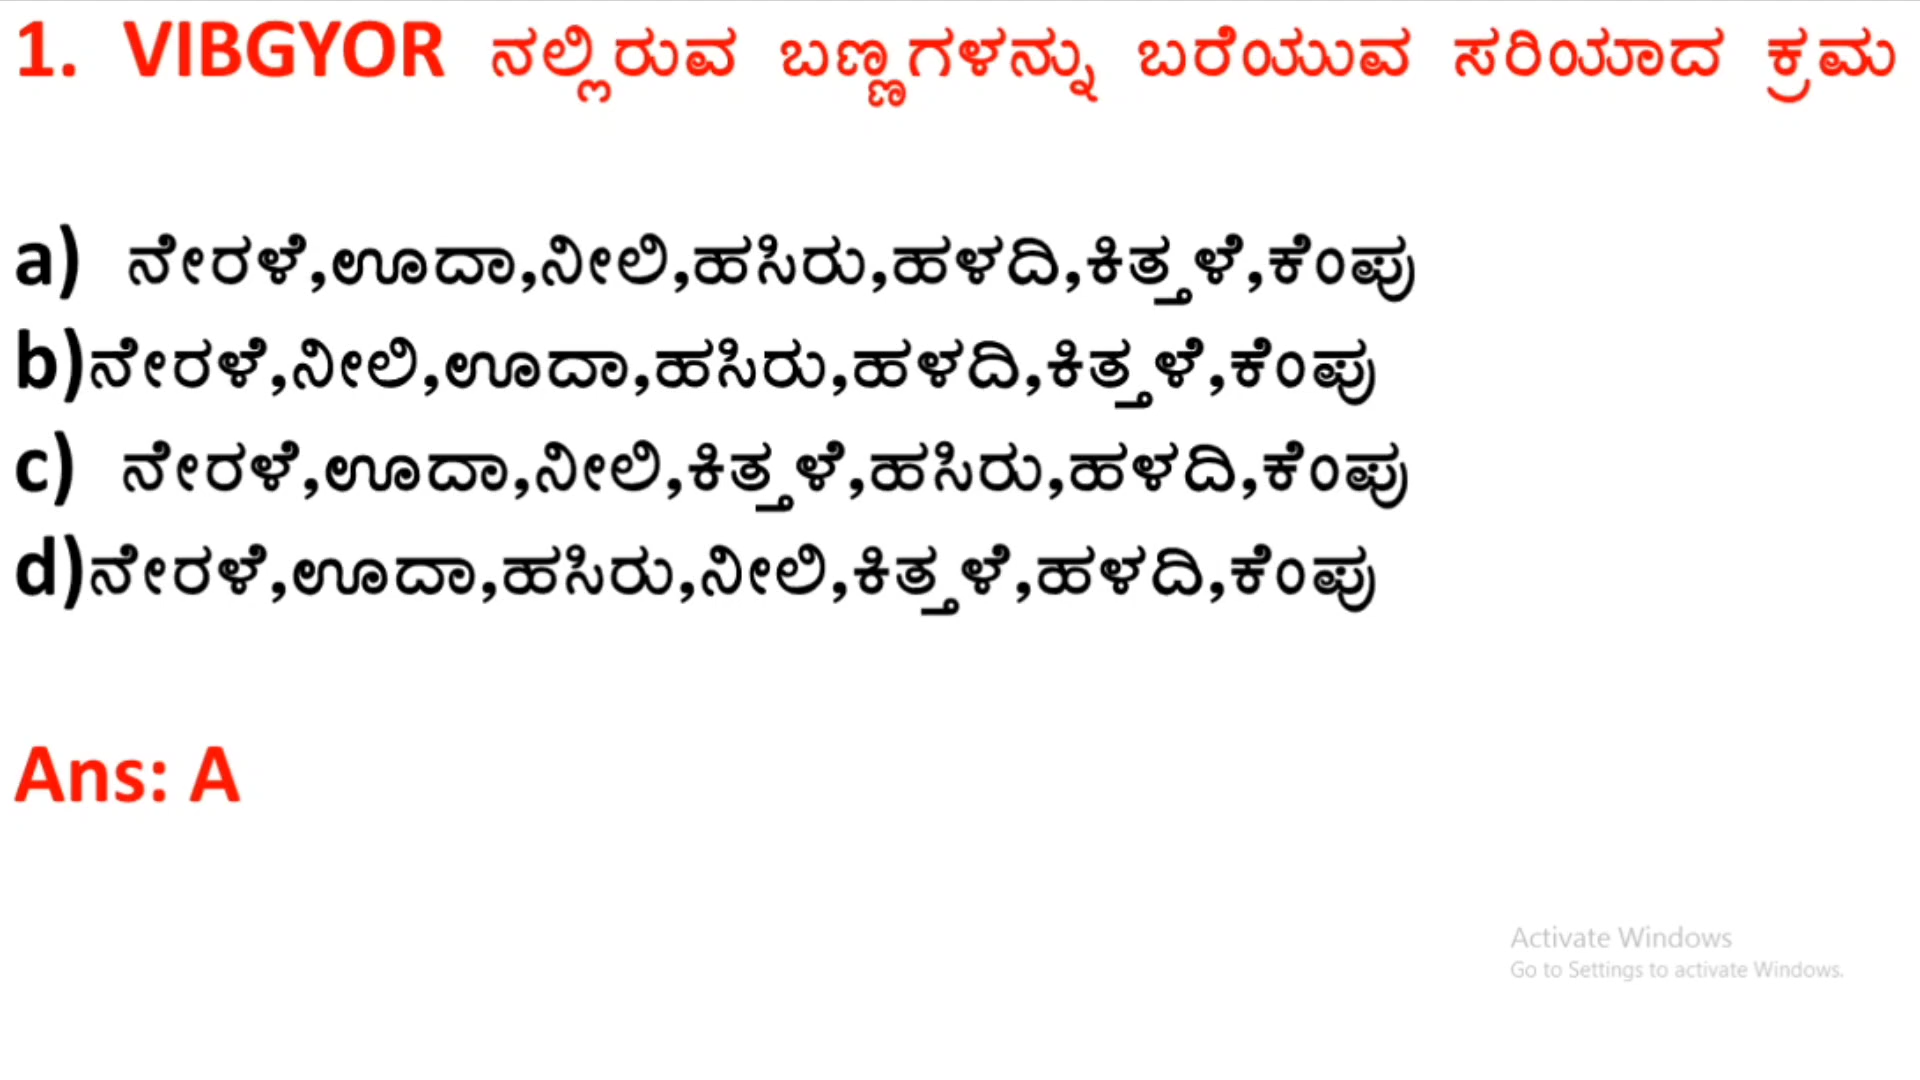 1. VIBGYOR ನಲ್ಲಿರುವ ಬಣ್ಣಗಳನ್ನು ಬರೆಯುವ ಸರಿಯಾದ ಕ್ರಮ
a) ನೇರಳೆ,ಊದಾ,ನೀಲಿ,ಹಸಿರು,ಹಳದಿ,ಕಿತ್ತಳೆ,ಕೆಂಪು
b)ನೇರಳೆ,ನೀಲಿ,ಊದಾ,ಹಸಿರು,ಹಳದಿ,ಕಿತ್ತಳೆ,ಕೆಂಪು
c) ನೇರಳೆ,ಊದಾ,ನೀಲಿ,ಕಿತ್ತಳೆ,ಹಸಿರು,ಹಳದಿ,ಕೆಂಪು
d)ನೇರಳೆ,ಊದಾ,ಹಸಿರು,ನೀಲಿ,ಕಿತ್ತಳೆ,ಹಳದಿ,ಕೆಂಪು
Ans: A
Activate Windows
Go to Settings to activate Windows.